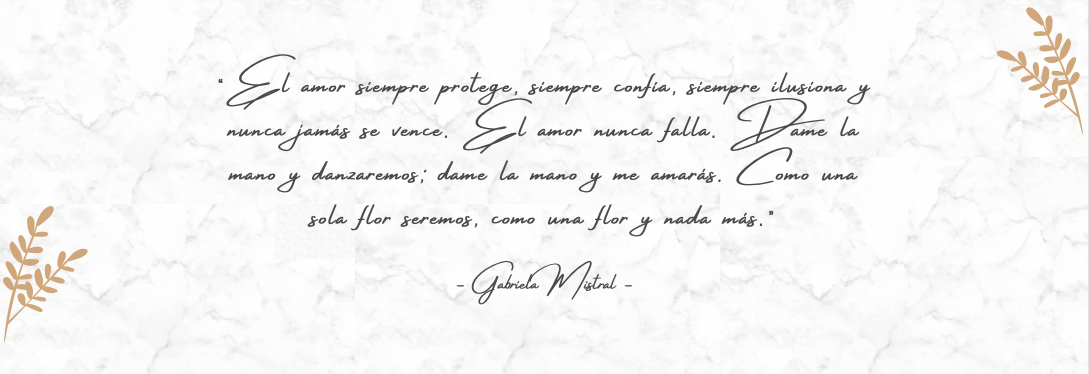 “ El amor siempre protege, siempre confía, siempre ilusiona y
nunca jamás se vence. El amor nunca falla. Dame la
mano y danzaremos; dame la mano y me amarás. Como una
sola flor seremos, como una flor y nada más.”
- Gabriela Mistral -